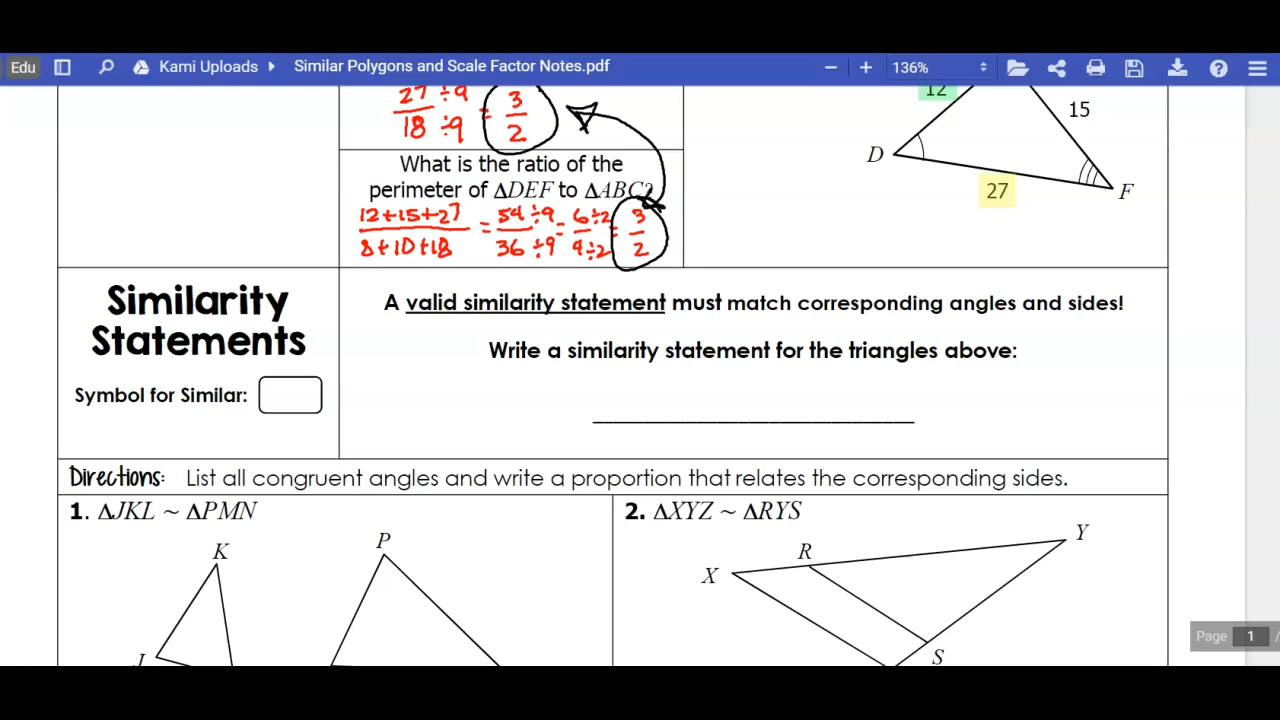 Edu
Kami Uploads
Similar Polygons and Scale Factor Notes.pdf
136%
27 ÷9
18 ÷9
= 3
2
12
15
D
27
F
What is the ratio of the
perimeter of ΔDEF to ΔABC?
12+15+27
8+10+18
= 54 ÷9
36 ÷9
= 6 ÷2
9 ÷2
= 3
2
Similarity
Statements
Symbol for Similar:
A valid similarity statement must match corresponding angles and sides!
Write a similarity statement for the triangles above:
Directions: List all congruent angles and write a proportion that relates the corresponding sides.
1. ΔJKL ~ ΔPMN
K
P
J
2. ΔXYZ ~ ΔRYS
Y
R
X
S
Page 1 /